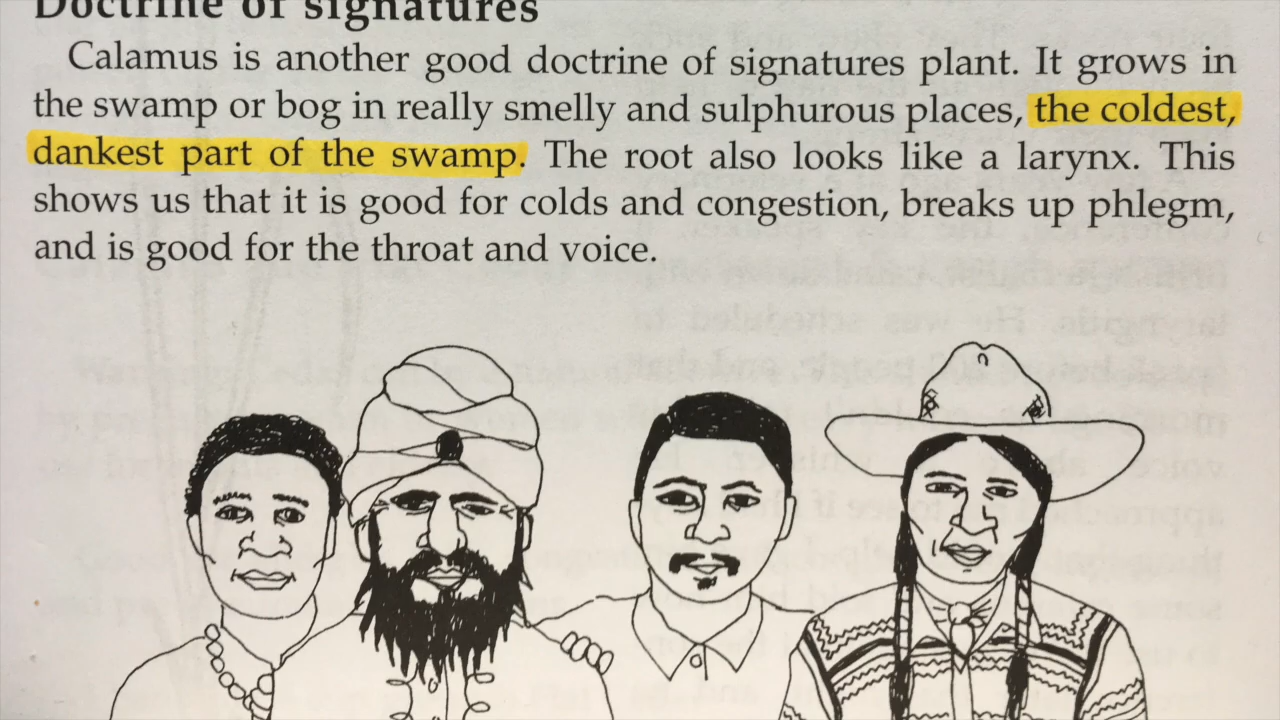 Doctrine of signatures
Calamus is another good doctrine of signatures plant. It grows in
the swamp or bog in really smelly and sulphurous places, the coldest,
dankest part of the swamp. The root also looks like a larynx. This
shows us that it is good for colds and congestion, breaks up phlegm,
and is good for the throat and voice.